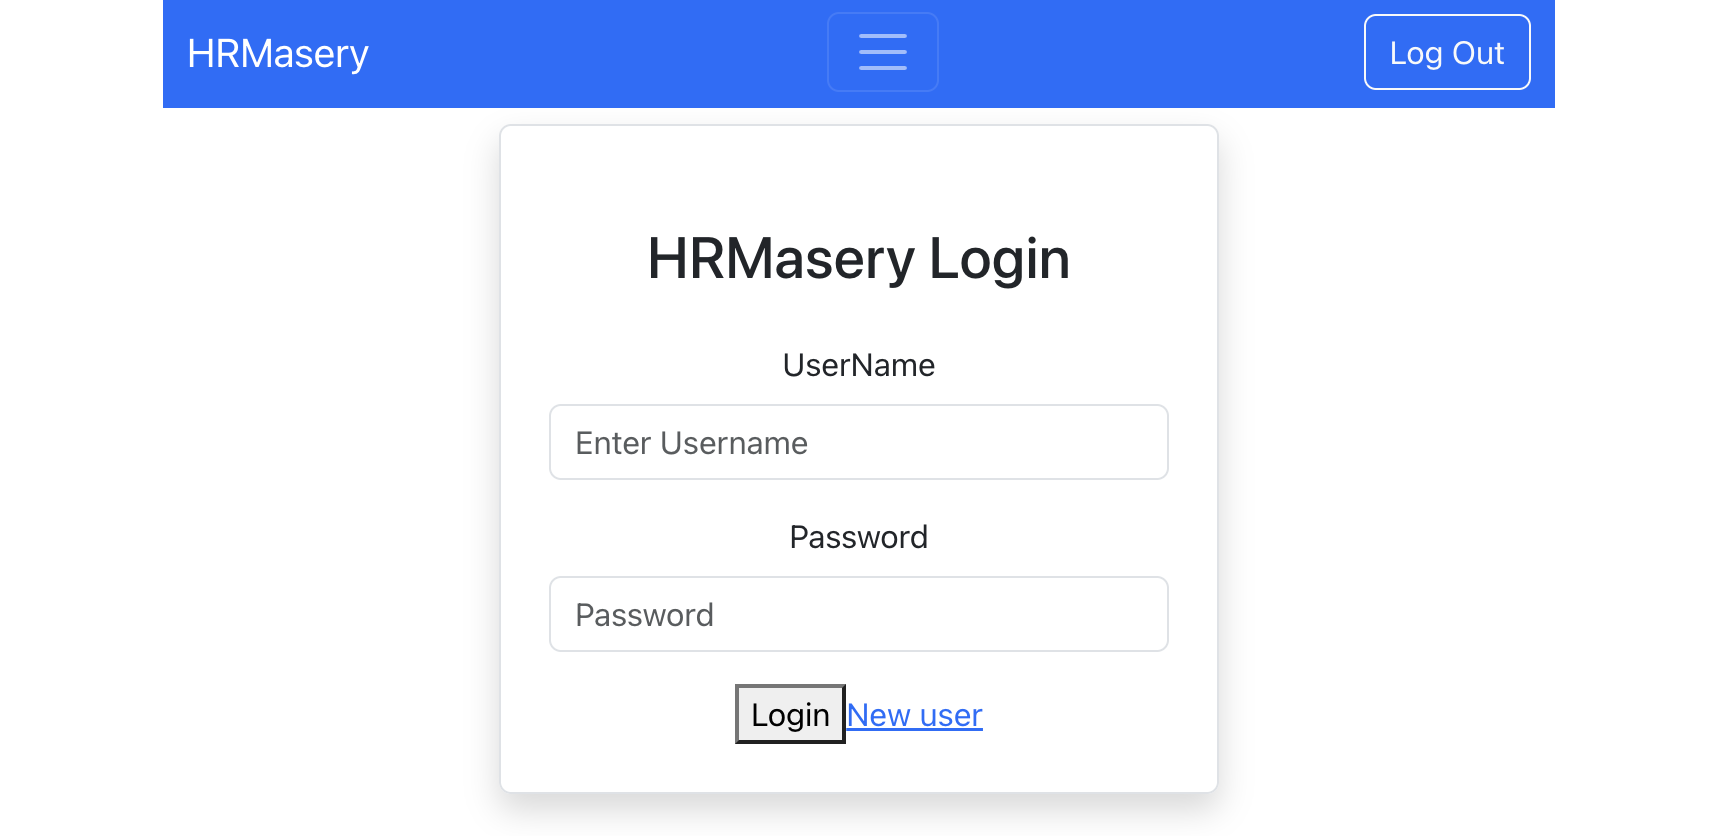 HRMasery
Log Out
HRMasery Login
UserName
Enter Username
Password
Password
Login New user